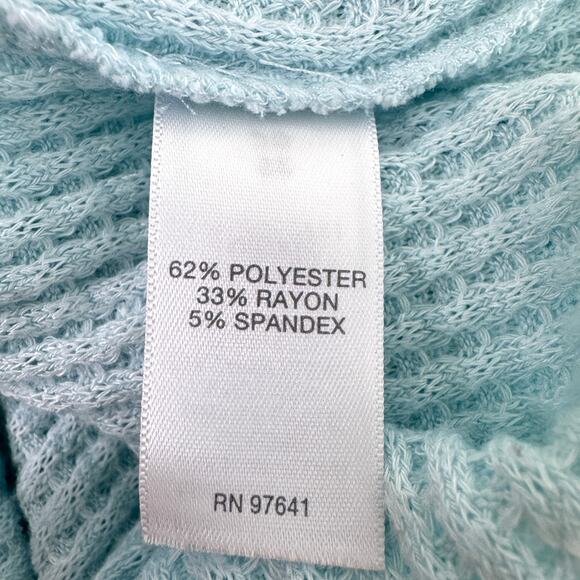 62% POLYESTER
33% RAYON
5% SPANDEX
RN 97641